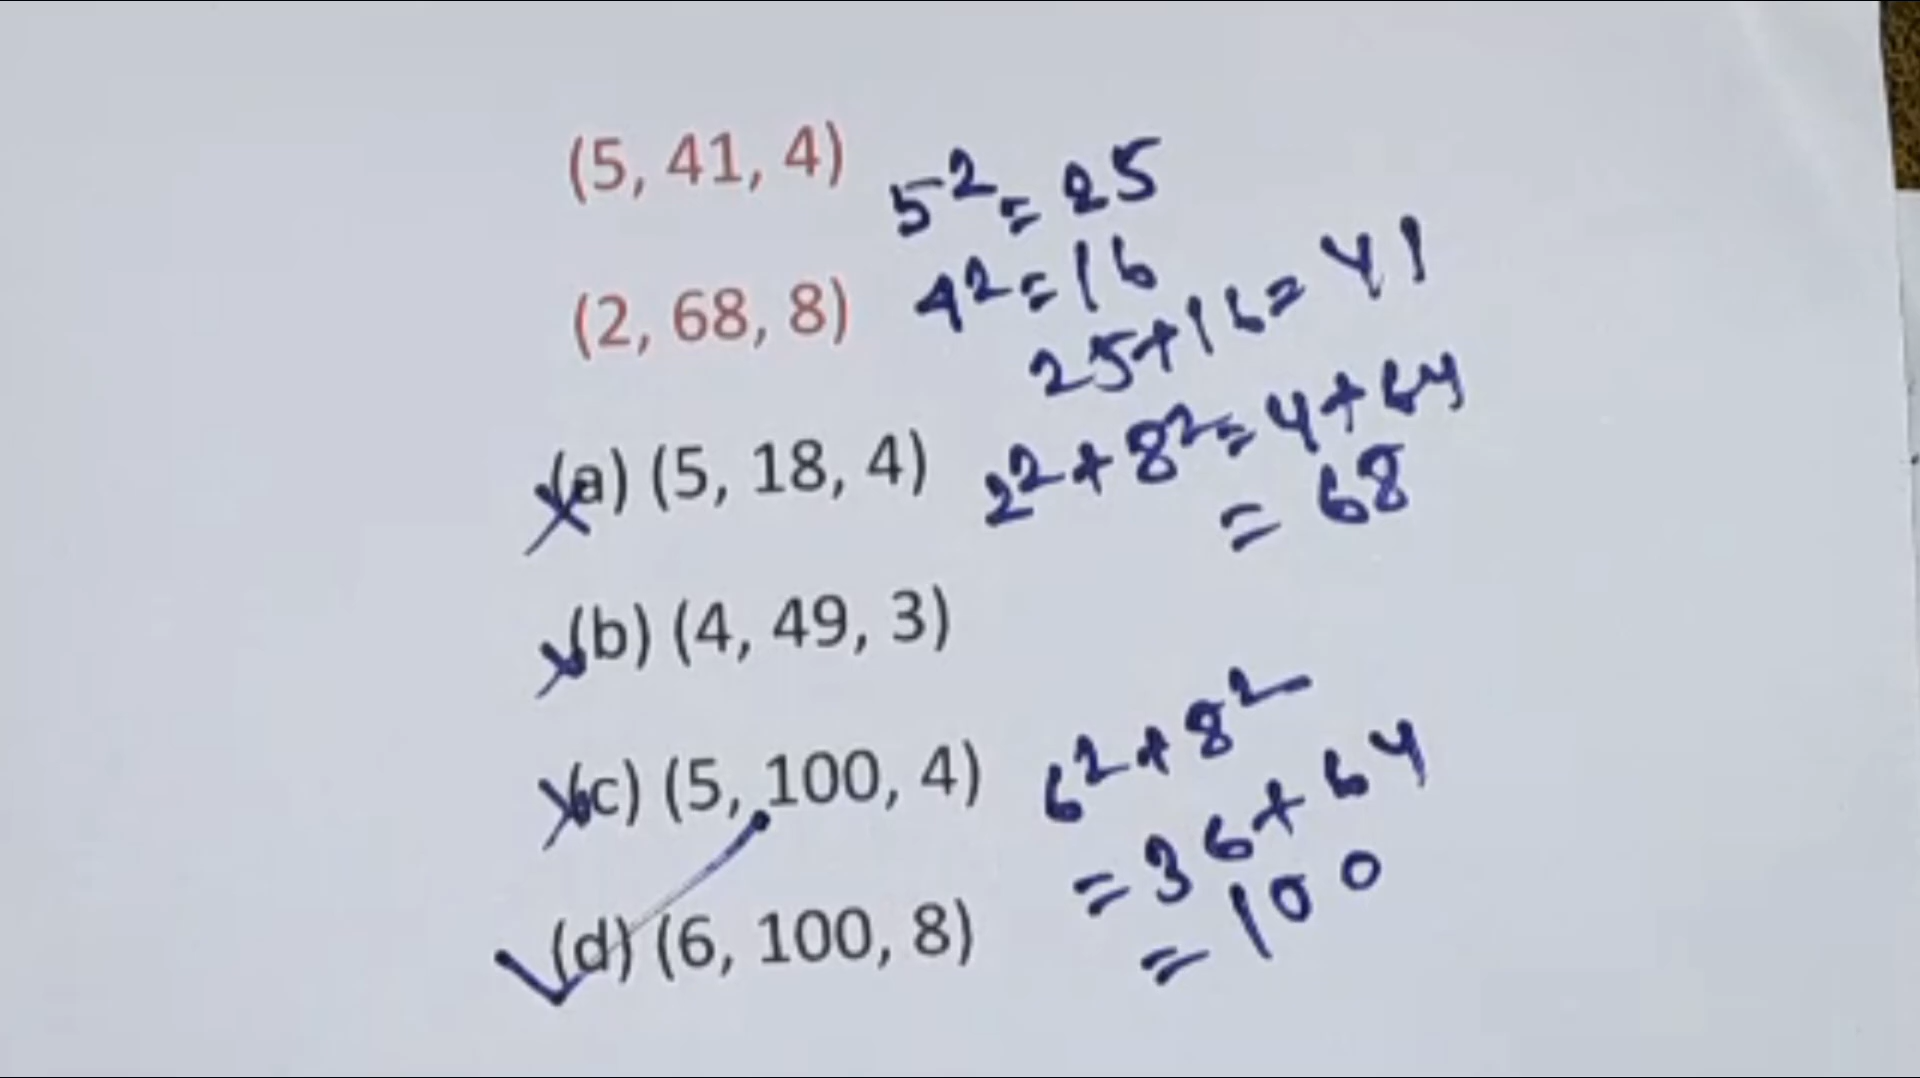 (5, 41, 4)
5² = 25
4² = 16
25+16= 41
(2, 68, 8)
2²+8²= 4+64
= 68
(a) (5, 18, 4)
(b) (4, 49, 3)
(c) (5, 100, 4)
6²+8²
=36+64
=100
(d) (6, 100, 8)